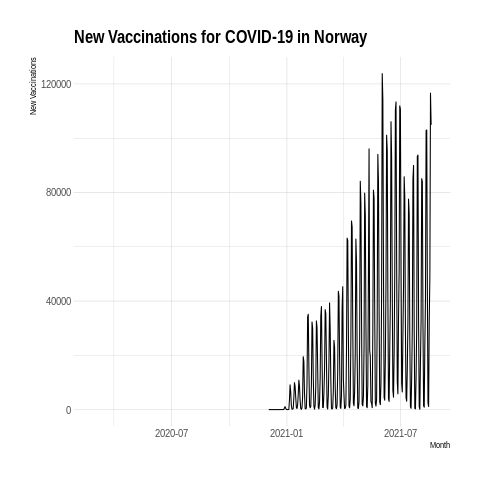 New Vaccinations for COVID-19 in Norway
New Vaccinations
120000
80000
40000
0
2020-07 2021-01 2021-07
Month